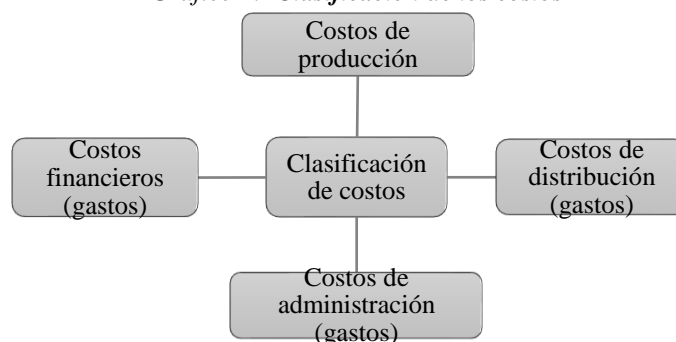 Costos de
producción
Costos
financieros
(gastos)
Clasificación
de costos
Costos de
distribución
(gastos)
Costos de
administración
(gastos)